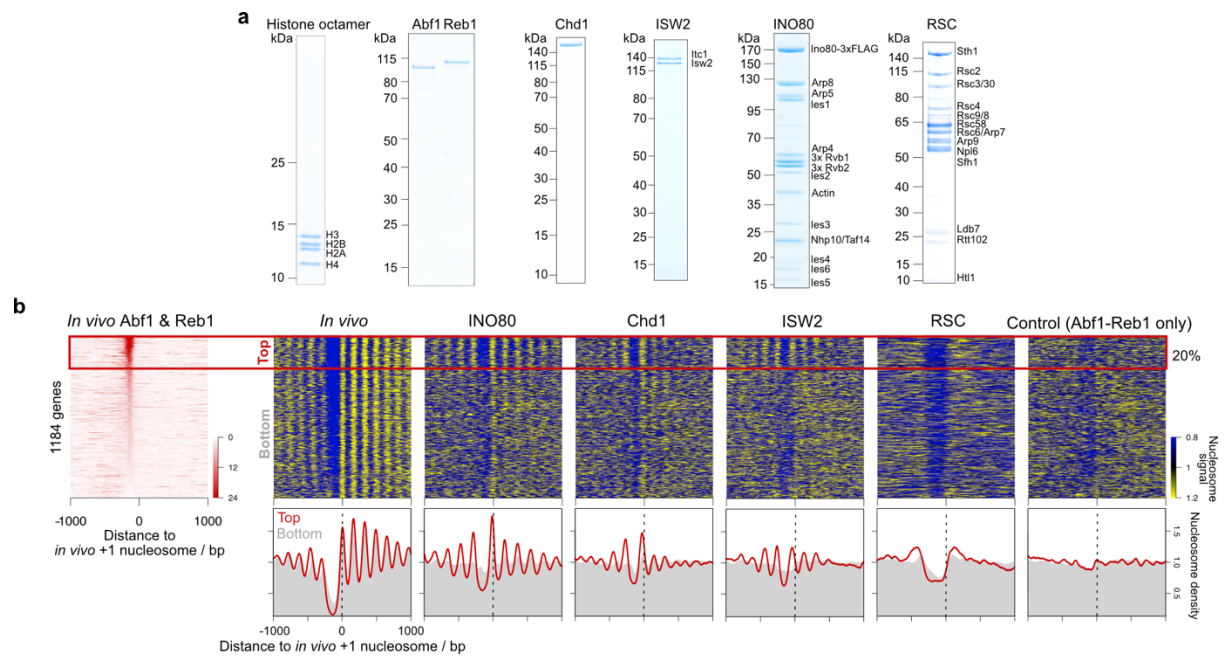 a
Histone octamer
kDa
25
15
10
H3
H2B
H2A
H4
Abf1 Reb1
kDa
115
80
70
50
40
30
25
15
Chd1
kDa
140
115
80
70
50
40
30
25
15
10
ISW2
kDa
140
115
80
70
50
40
30
25
15
Itc1
Isw2
INO80
kDa
170
150
130
95
62
50
35
25
20
15
Ino80-3xFLAG
Arp8
Arp5
Ies1
Arp4
3x Rvb1
3x Rvb2
Ies2
Actin
Ies3
Nhp10/Taf14
Ies4
Ies6
Ies5
RSC
kDa
140
115
80
65
50
40
30
25
15
10
Sth1
Rsc2
Rsc3/30
Rsc4
Rsc9/8
Rsc58
Rsc6/Arp7
Arp9
Npl6
Sfh1
Ldb7
Rtt102
Htl1
b
In vivo Abf1 & Reb1
In vivo
INO80
Chd1
ISW2
RSC
Control (Abf1-Reb1 only)
Top
20%
1184 genes
Bottom
0
12
24
0.8
1
1.2
Nucleosome
signal
-1000
0
1000
Distance to
in vivo +1 nucleosome / bp
Top
Bottom
1.5
1.0
0.5
Nucleosome density
-1000
0
1000
Distance to in vivo +1 nucleosome / bp